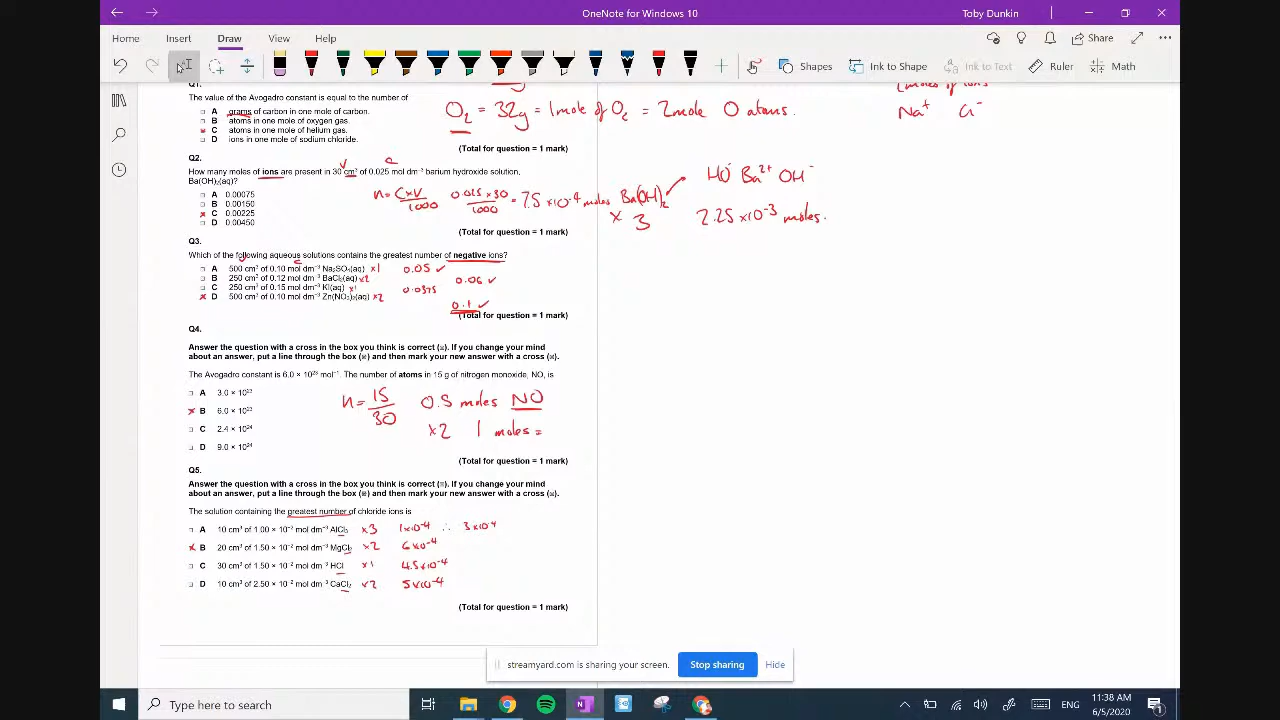 OneNote for Windows 10
Toby Dunkin
Home Insert Draw View Help
Share
Shapes Ink to Shape Ink to Text Ruler Math
Q1.
The value of the Avogadro constant is equal to the number of
A grams of carbon in one mole of carbon.
B atoms in one mole of oxygen gas.
C atoms in one mole of helium gas.
D ions in one mole of sodium chloride.
O₂ = 32g = 1 mole of O₂ = 2 mole O atoms.
2 moles of ions
Na⁺ Cl⁻
(Total for question = 1 mark)
Q2.
How many moles of ions are present in 30 cm³ of 0.025 mol dm⁻³ barium hydroxide solution,
Ba(OH)₂(aq)?
V C
A 0.00075
B 0.00150
C 0.00225
D 0.00450
n = C×V/1000 0.025×30/1000 = 7.5 ×10⁻⁴ moles Ba(OH)₂
× 3
HO⁻ Ba²⁺ OH⁻
2.25×10⁻³ moles.
(Total for question = 1 mark)
Q3.
Which of the following aqueous solutions contains the greatest number of negative ions?
V C
A 500 cm³ of 0.10 mol dm⁻³ Na₂SO₄(aq) ×1 0.05 ✓
B 250 cm³ of 0.12 mol dm⁻³ BaCl₂(aq) ×2 0.06 ✓
C 250 cm³ of 0.15 mol dm⁻³ KI(aq) ×1 0.0375
D 500 cm³ of 0.10 mol dm⁻³ Zn(NO₃)₂(aq) ×2 0.1 ✓
(Total for question = 1 mark)
Q4.
Answer the question with a cross in the box you think is correct (☒). If you change your mind
about an answer, put a line through the box (☒) and then mark your new answer with a cross (☒).
The Avogadro constant is 6.0 × 10²³ mol⁻¹. The number of atoms in 15 g of nitrogen monoxide, NO, is
A 3.0 × 10²³
B 6.0 × 10²³
C 2.4 × 10²⁴
D 9.0 × 10²⁴
n = 15/30 0.5 moles NO
×2 1 moles =
(Total for question = 1 mark)
Q5.
Answer the question with a cross in the box you think is correct (☒). If you change your mind
about an answer, put a line through the box (☒) and then mark your new answer with a cross (☒).
The solution containing the greatest number of chloride ions is
A 10 cm³ of 1.00 × 10⁻² mol dm⁻³ AlCl₃ ×3 1×10⁻⁴ ∴ 3×10⁻⁴
B 20 cm³ of 1.50 × 10⁻² mol dm⁻³ MgCl₂ ×2 6×10⁻⁴
C 30 cm³ of 1.50 × 10⁻² mol dm⁻³ HCl ×1 4.5×10⁻⁴
D 10 cm³ of 2.50 × 10⁻² mol dm⁻³ CaCl₂ ×2 5×10⁻⁴
(Total for question = 1 mark)
streamyard.com is sharing your screen. Stop sharing Hide
Type here to search
ENG
11:38 AM
6/5/2020